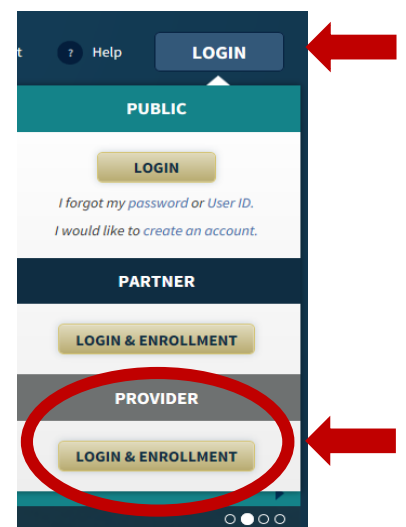 t ? Help LOGIN
PUBLIC
LOGIN
I forgot my password or User ID.
I would like to create an account.
PARTNER
LOGIN & ENROLLMENT
PROVIDER
LOGIN & ENROLLMENT